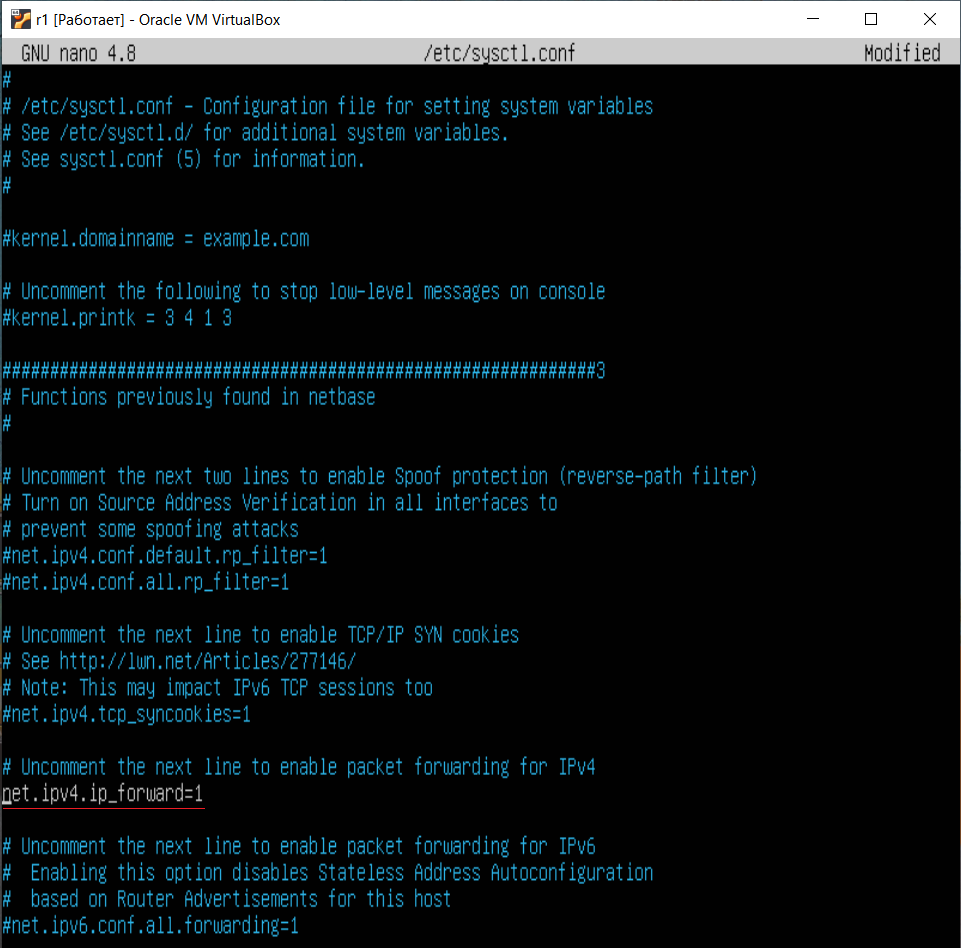 r1 [Работает] - Oracle VM VirtualBox
GNU nano 4.8 /etc/sysctl.conf Modified
#
# /etc/sysctl.conf - Configuration file for setting system variables
# See /etc/sysctl.d/ for additional system variables.
# See sysctl.conf (5) for information.
#
#kernel.domainname = example.com
# Uncomment the following to stop low-level messages on console
#kernel.printk = 3 4 1 3
##############################################################3
# Functions previously found in netbase
#
# Uncomment the next two lines to enable Spoof protection (reverse-path filter)
# Turn on Source Address Verification in all interfaces to
# prevent some spoofing attacks
#net.ipv4.conf.default.rp_filter=1
#net.ipv4.conf.all.rp_filter=1
# Uncomment the next line to enable TCP/IP SYN cookies
# See http://lwn.net/Articles/277146/
# Note: This may impact IPv6 TCP sessions too
#net.ipv4.tcp_syncookies=1
# Uncomment the next line to enable packet forwarding for IPv4
net.ipv4.ip_forward=1
# Uncomment the next line to enable packet forwarding for IPv6
#  Enabling this option disables Stateless Address Autoconfiguration
#  based on Router Advertisements for this host
#net.ipv6.conf.all.forwarding=1